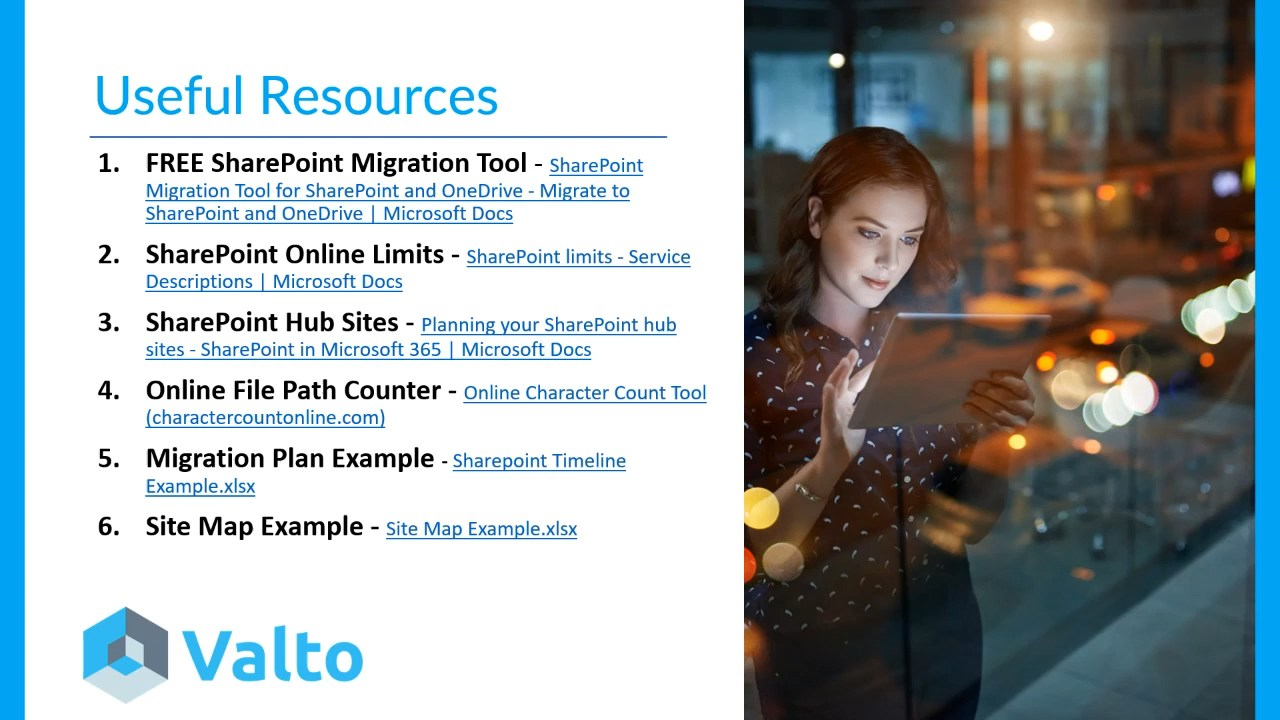 Useful Resources
1. FREE SharePoint Migration Tool - SharePoint
Migration Tool for SharePoint and OneDrive - Migrate to
SharePoint and OneDrive | Microsoft Docs
2. SharePoint Online Limits - SharePoint limits - Service
Descriptions | Microsoft Docs
3. SharePoint Hub Sites - Planning your SharePoint hub
sites - SharePoint in Microsoft 365 | Microsoft Docs
4. Online File Path Counter - Online Character Count Tool
(charactercountonline.com)
5. Migration Plan Example - Sharepoint Timeline
Example.xlsx
6. Site Map Example - Site Map Example.xlsx
Valto